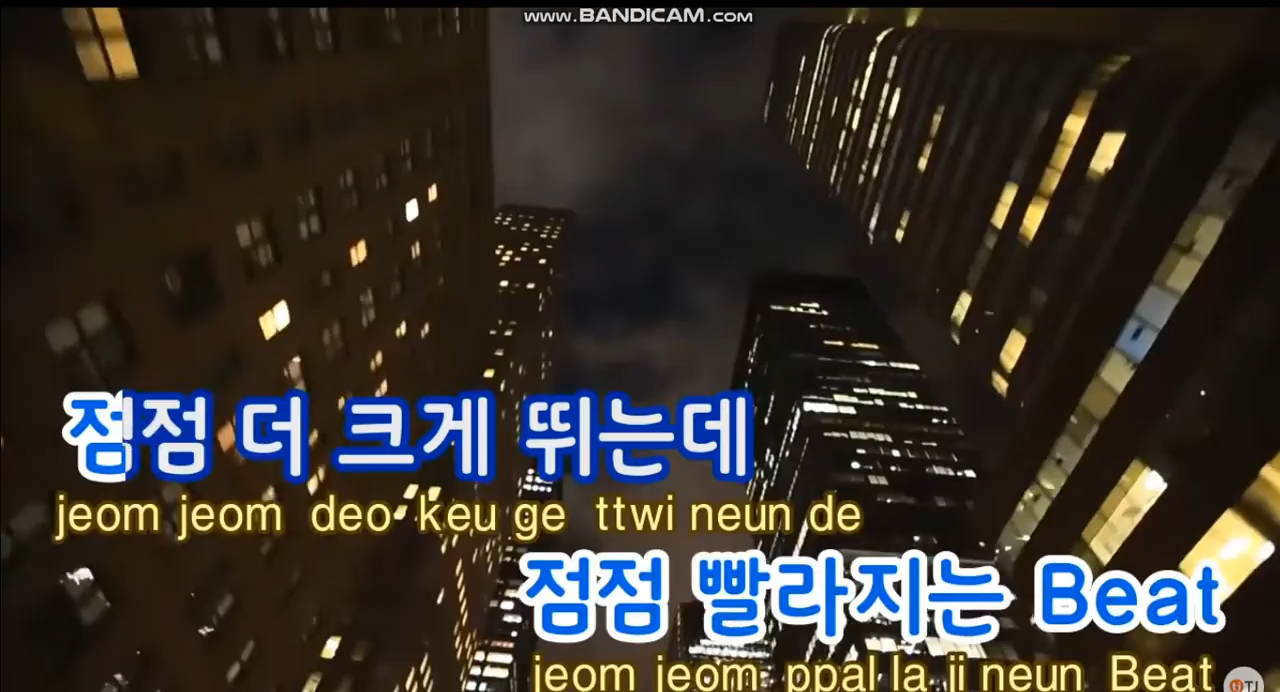 www.BANDICAM.com
점점 더 크게 뛰는데
jeom jeom deo keu ge ttwi neun de
점점 빨라지는 Beat
jeom jeom ppal la ji neun Beat
TJ